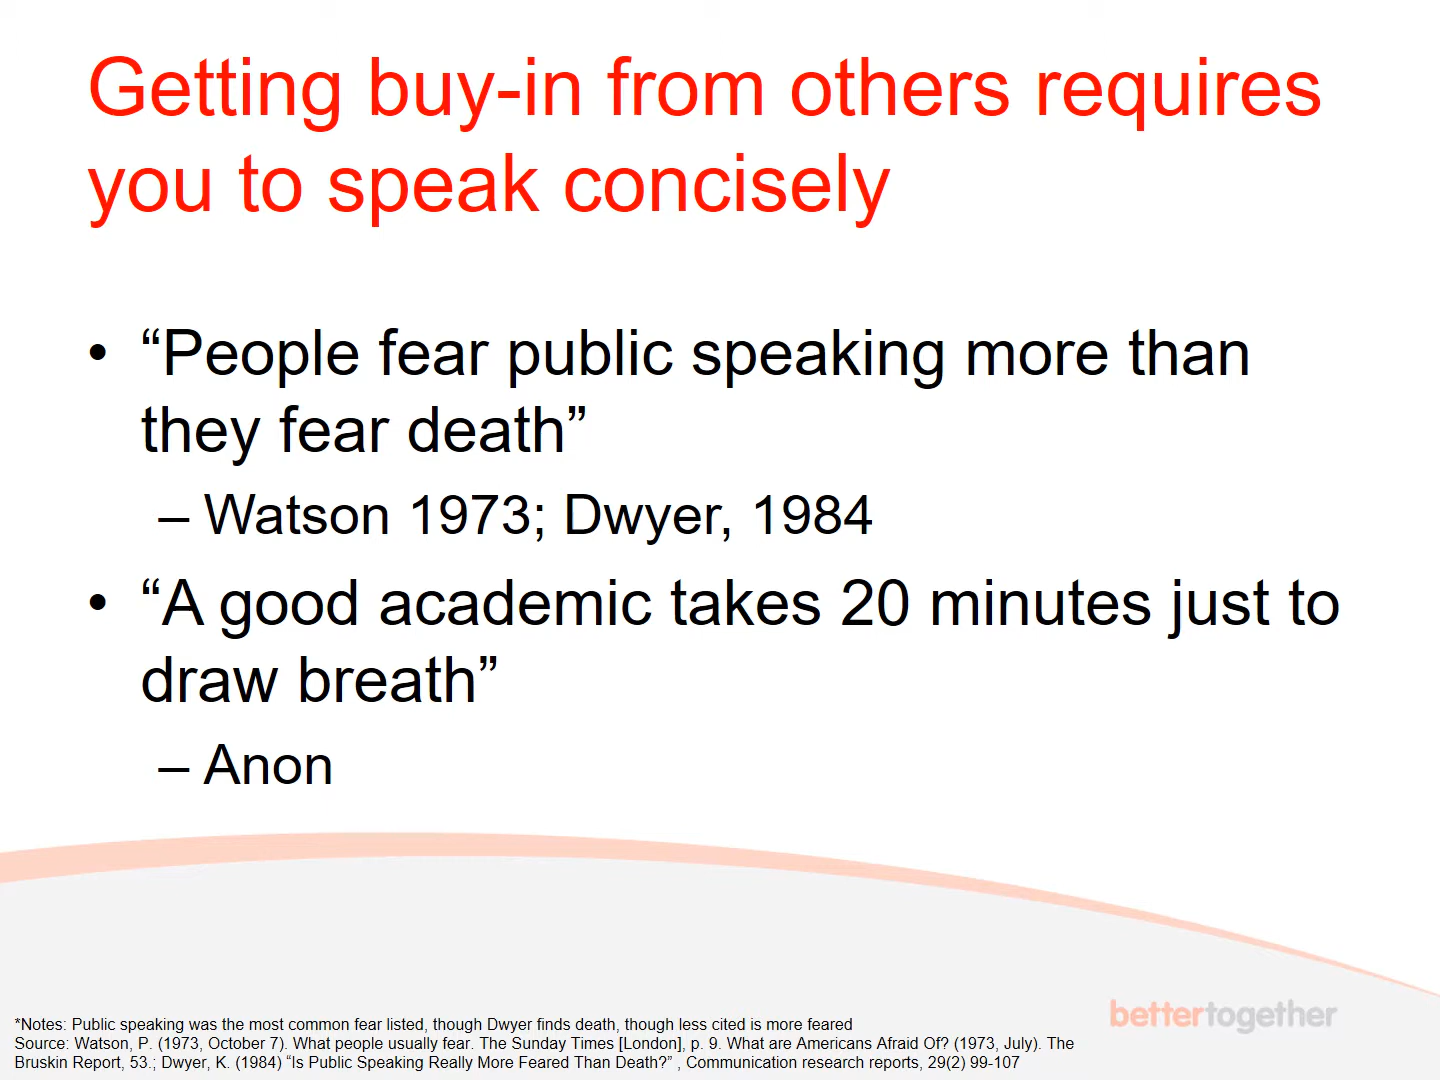 Getting buy-in from others requires
you to speak concisely
• “People fear public speaking more than
they fear death”
– Watson 1973; Dwyer, 1984
• “A good academic takes 20 minutes just to
draw breath”
– Anon
bettertogether
*Notes: Public speaking was the most common fear listed, though Dwyer finds death, though less cited is more feared
Source: Watson, P. (1973, October 7). What people usually fear. The Sunday Times [London], p. 9. What are Americans Afraid Of? (1973, July). The
Bruskin Report, 53.; Dwyer, K. (1984) “Is Public Speaking Really More Feared Than Death?” , Communication research reports, 29(2) 99-107